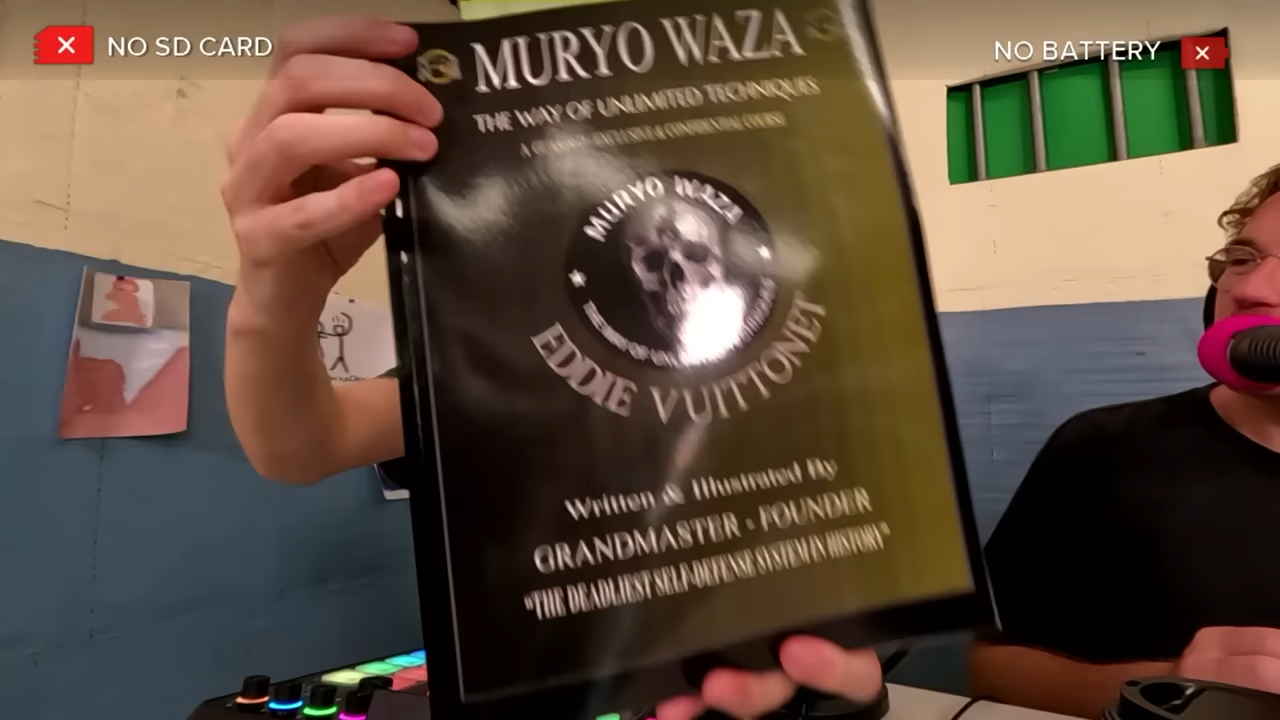 NO SD CARD
NO BATTERY
MURYO WAZA
THE WAY OF UNLIMITED TECHNIQUES
MURYO WAZA
EDDIE VUITTONET
Written & Illustrated By
GRANDMASTER - FOUNDER
"THE DEADLIEST SELF-DEFENSE SYSTEM IN HISTORY"